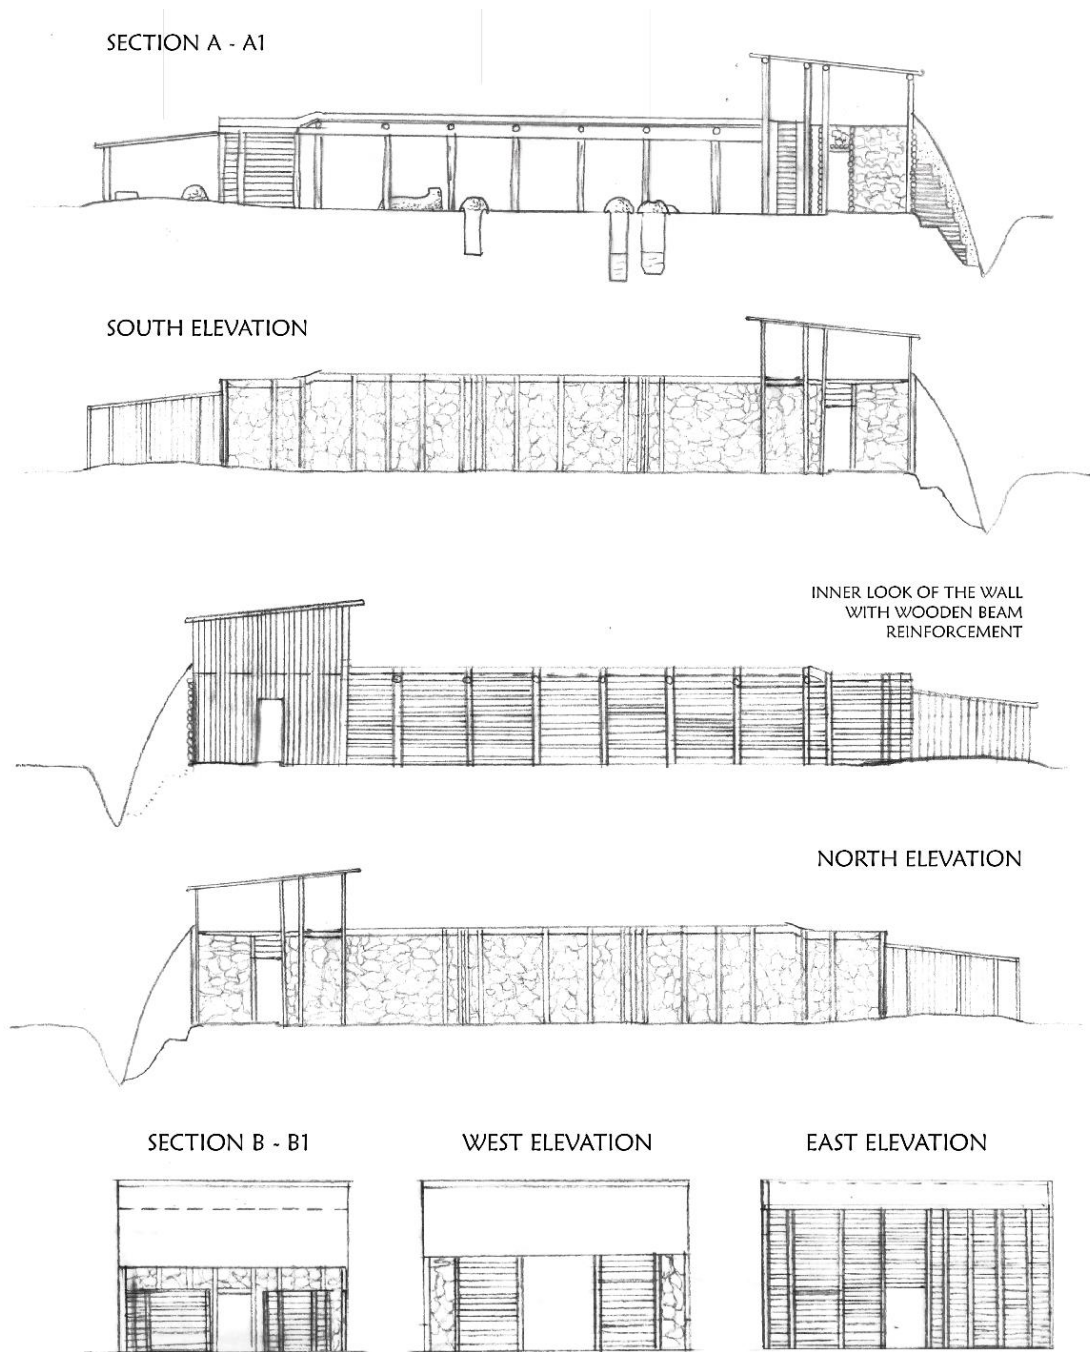 SECTION A - A1
SOUTH ELEVATION
INNER LOOK OF THE WALL
WITH WOODEN BEAM
REINFORCEMENT
NORTH ELEVATION
SECTION B - B1
WEST ELEVATION
EAST ELEVATION